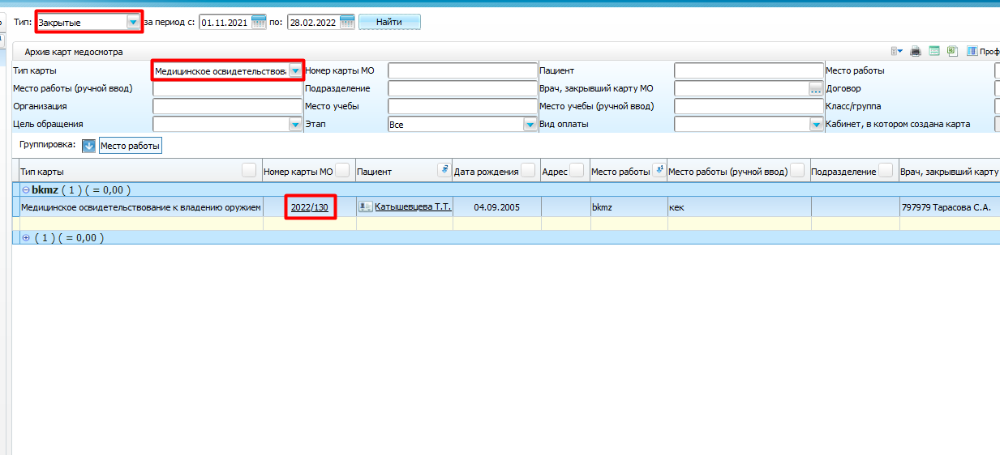 Тип: Закрытые за период с: 01.11.2021 по: 28.02.2022 Найти
Архив карт медосмотра Проф
Тип карты Медицинское освидетельствова Номер карты МО Пациент Место работы
Место работы (ручной ввод) Подразделение Врач, закрывший карту МО ... Договор
Организация Место учебы Место учебы (ручной ввод) Класс/группа
Цель обращения Этап Все Вид оплаты Кабинет, в котором создана карта
Группировка: Место работы
Тип карты Номер карты МО Пациент 2 Дата рождения Адрес Место работы 1 Место работы (ручной ввод) Подразделение Врач, закрывший карту
bkmz ( 1 ) ( = 0,00 )
Медицинское освидетельствование к владению оружием 2022/130 Катышевцева Т.Т. 04.09.2005 bkmz кек 797979 Тарасова С.А.
( 1 ) ( = 0,00 )